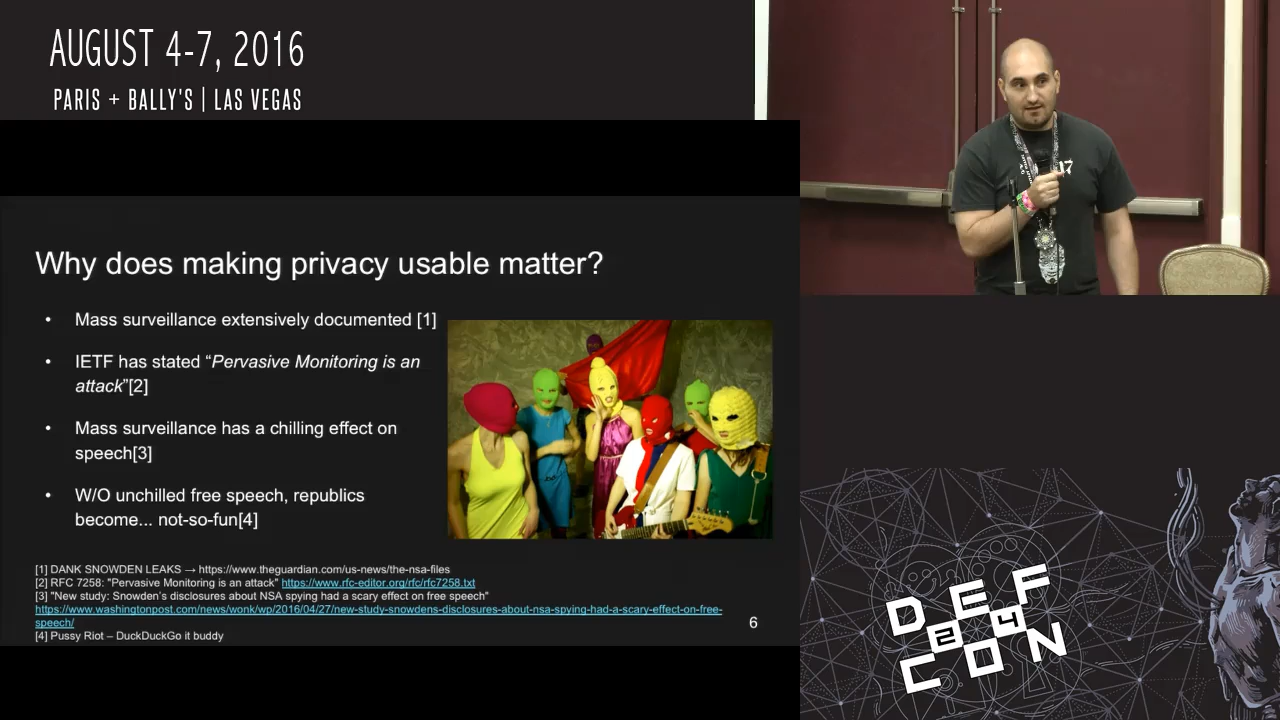 AUGUST 4-7, 2016
PARIS + BALLY'S | LAS VEGAS
Why does making privacy usable matter?
• Mass surveillance extensively documented [1]
• IETF has stated “Pervasive Monitoring is an
attack”[2]
• Mass surveillance has a chilling effect on
speech[3]
• W/O unchilled free speech, republics
become... not-so-fun[4]
[1] DANK SNOWDEN LEAKS → https://www.theguardian.com/us-news/the-nsa-files
[2] RFC 7258: "Pervasive Monitoring is an attack" https://www.rfc-editor.org/rfc/rfc7258.txt
[3] "New study: Snowden’s disclosures about NSA spying had a scary effect on free speech"
https://www.washingtonpost.com/news/wonk/wp/2016/04/27/new-study-snowdens-disclosures-about-nsa-spying-had-a-scary-effect-on-free-
speech/
[4] Pussy Riot – DuckDuckGo it buddy
6
DEF
24
CON